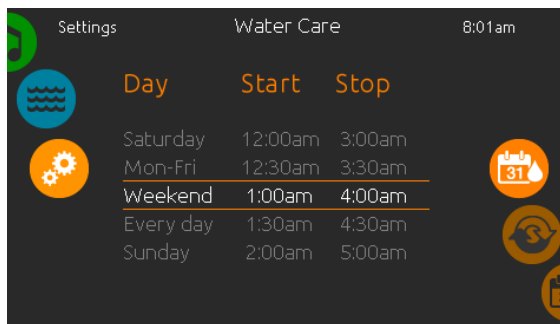 Settings Water Care 8:01am
Day Start Stop
Saturday 12:00am 3:00am
Mon-Fri 12:30am 3:30am
31
Weekend 1:00am 4:00am
Every day 1:30am 4:30am
Sunday 2:00am 5:00am